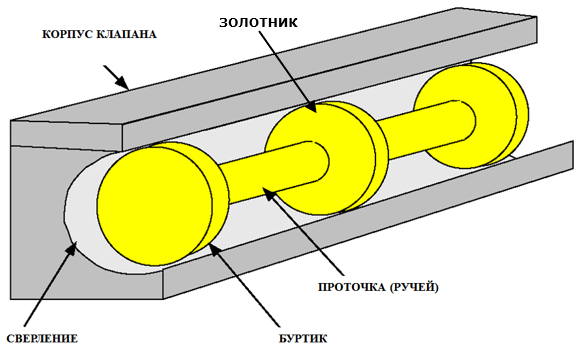 ЗОЛОТНИК
КОРПУС КЛАПАНА
ПРОТОЧКА (РУЧЕЙ)
СВЕРЛЕНИЕ
БУРТИК